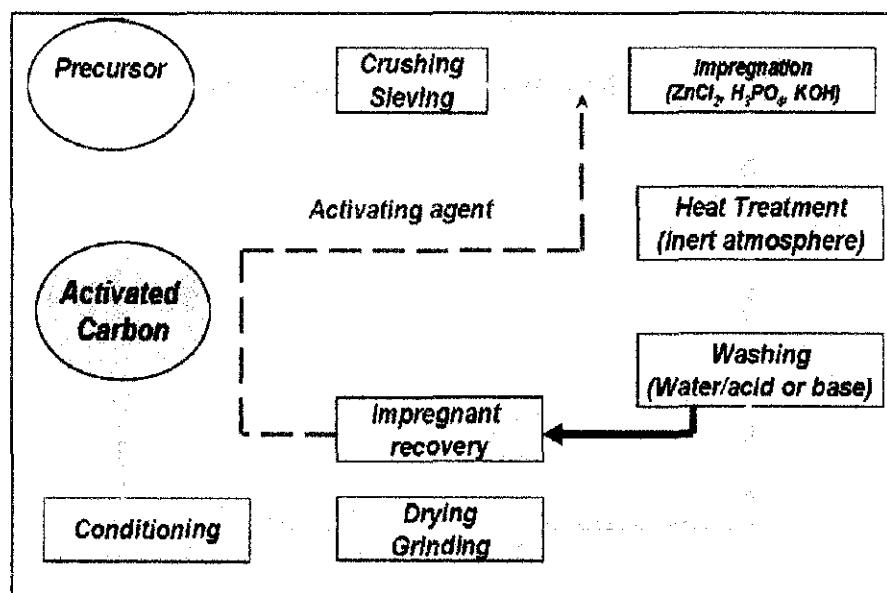 Precursor
Crushing
Sieving
Impregnation
(ZnCl₂, H₃PO₄, KOH)
Activating agent
Heat Treatment
(Inert atmosphere)
Activated
Carbon
Washing
(Water/acid or base)
Impregnant
recovery
Conditioning
Drying
Grinding